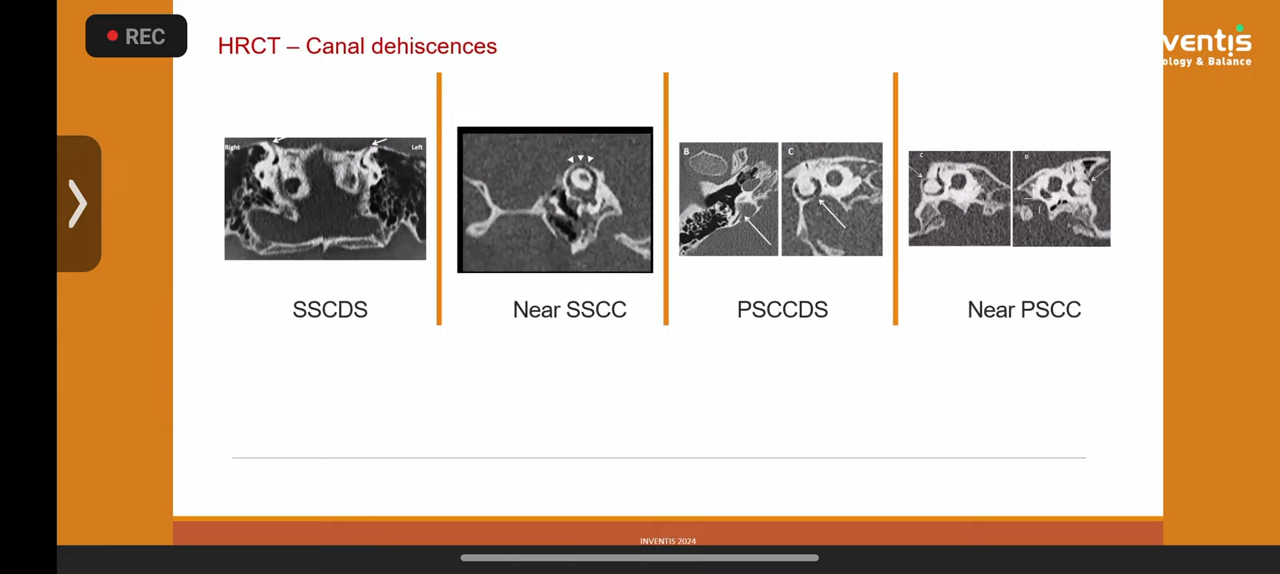 REC
HRCT – Canal dehiscences
ventis
ology & Balance
Right
Left
B
C
C
D
SSCDS
Near SSCC
PSCCDS
Near PSCC
INVENTIS 2024